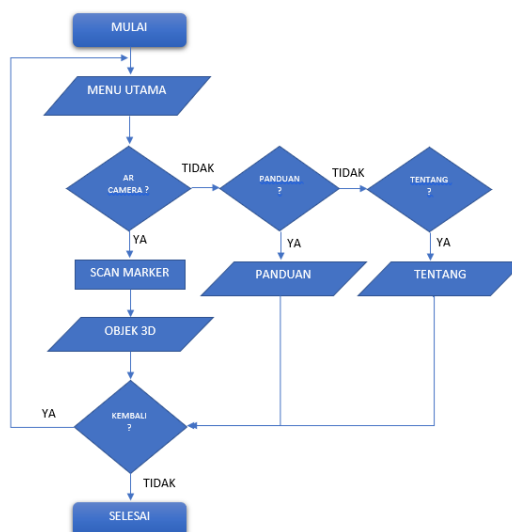 MULAI
MENU UTAMA
AR
CAMERA ?
TIDAK
PANDUAN
?
TIDAK
TENTANG
?
YA
YA
YA
SCAN MARKER
PANDUAN
TENTANG
OBJEK 3D
YA
KEMBALI
?
TIDAK
SELESAI